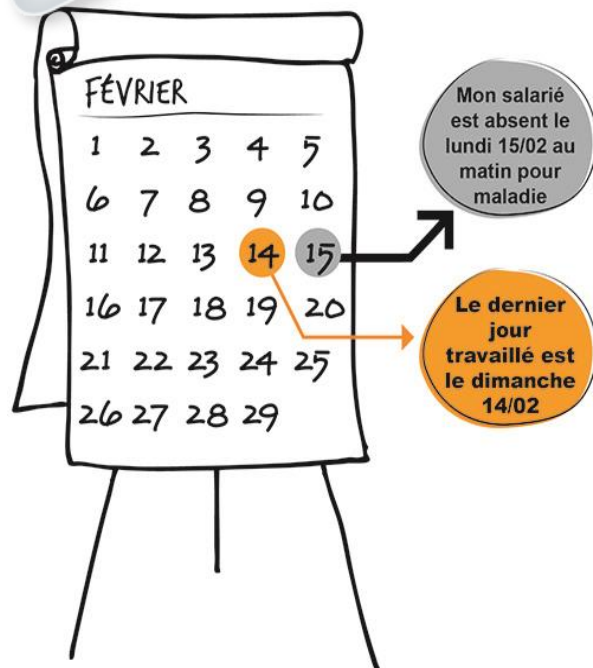 FÉVRIER
1 2 3 4 5
6 7 8 9 10
11 12 13 14 15
16 17 18 19 20
21 22 23 24 25
26 27 28 29
Mon salarié
est absent le
lundi 15/02 au
matin pour
maladie
Le dernier
jour
travaillé est
le dimanche
14/02